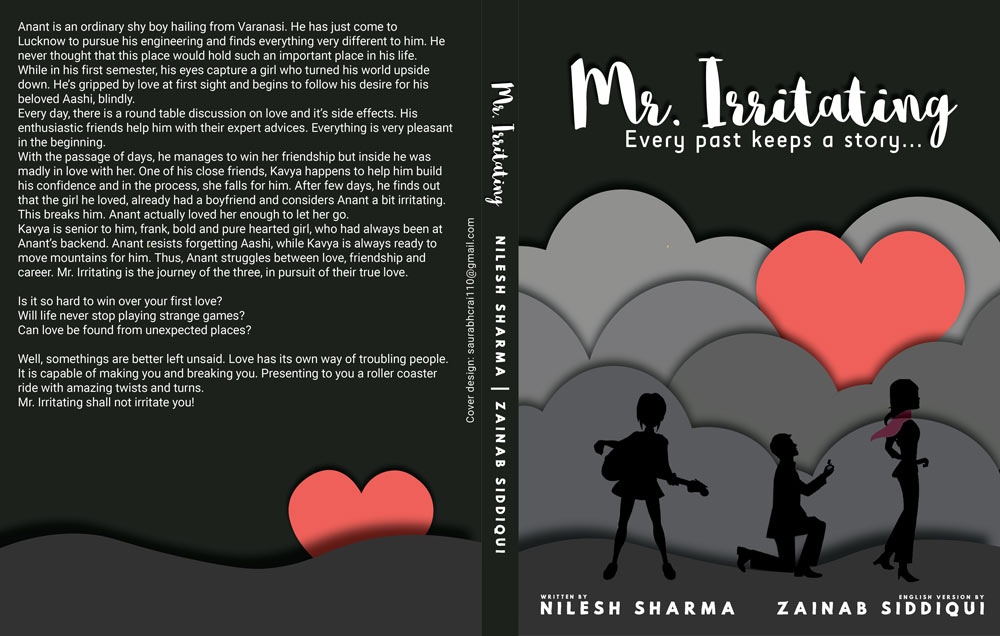 Anant is an ordinary shy boy hailing from Varanasi. He has just come to
Lucknow to pursue his engineering and finds everything very different to him. He
never thought that this place would hold such an important place in his life.
While in his first semester, his eyes capture a girl who turned his world upside
down. He's gripped by love at first sight and begins to follow his desire for his
beloved Aashi, blindly.
Every day, there is a round table discussion on love and it's side effects. His
enthusiastic friends help him with their expert advices. Everything is very pleasant
in the beginning.
With the passage of days, he manages to win her friendship but inside he was
madly in love with her. One of his close friends, Kavya happens to help him build
his confidence and in the process, she falls for him. After few days, he finds out
that the girl he loved, already had a boyfriend and considers Anant a bit irritating.
This breaks him. Anant actually loved her enough to let her go.
Kavya is senior to him, frank, bold and pure hearted girl, who had always been at
Anant's backend. Anant resists forgetting Aashi, while Kavya is always ready to
move mountains for him. Thus, Anant struggles between love, friendship and
career. Mr. Irritating is the journey of the three, in pursuit of their true love.
Is it so hard to win over your first love?
Will life never stop playing strange games?
Can love be found from unexpected places?
Well, somethings are better left unsaid. Love has its own way of troubling people.
It is capable of making you and breaking you. Presenting to you a roller coaster
ride with amazing twists and turns.
Mr. Irritating shall not irritate you!
Cover design: saurabhcrai110@gmail.com
Mr. Irritating
NILESH SHARMA | ZAINAB SIDDIQUI
Mr. Irritating
Every past keeps a story...
WRITTEN BY
NILESH SHARMA
ENGLISH VERSION BY
ZAINAB SIDDIQUI